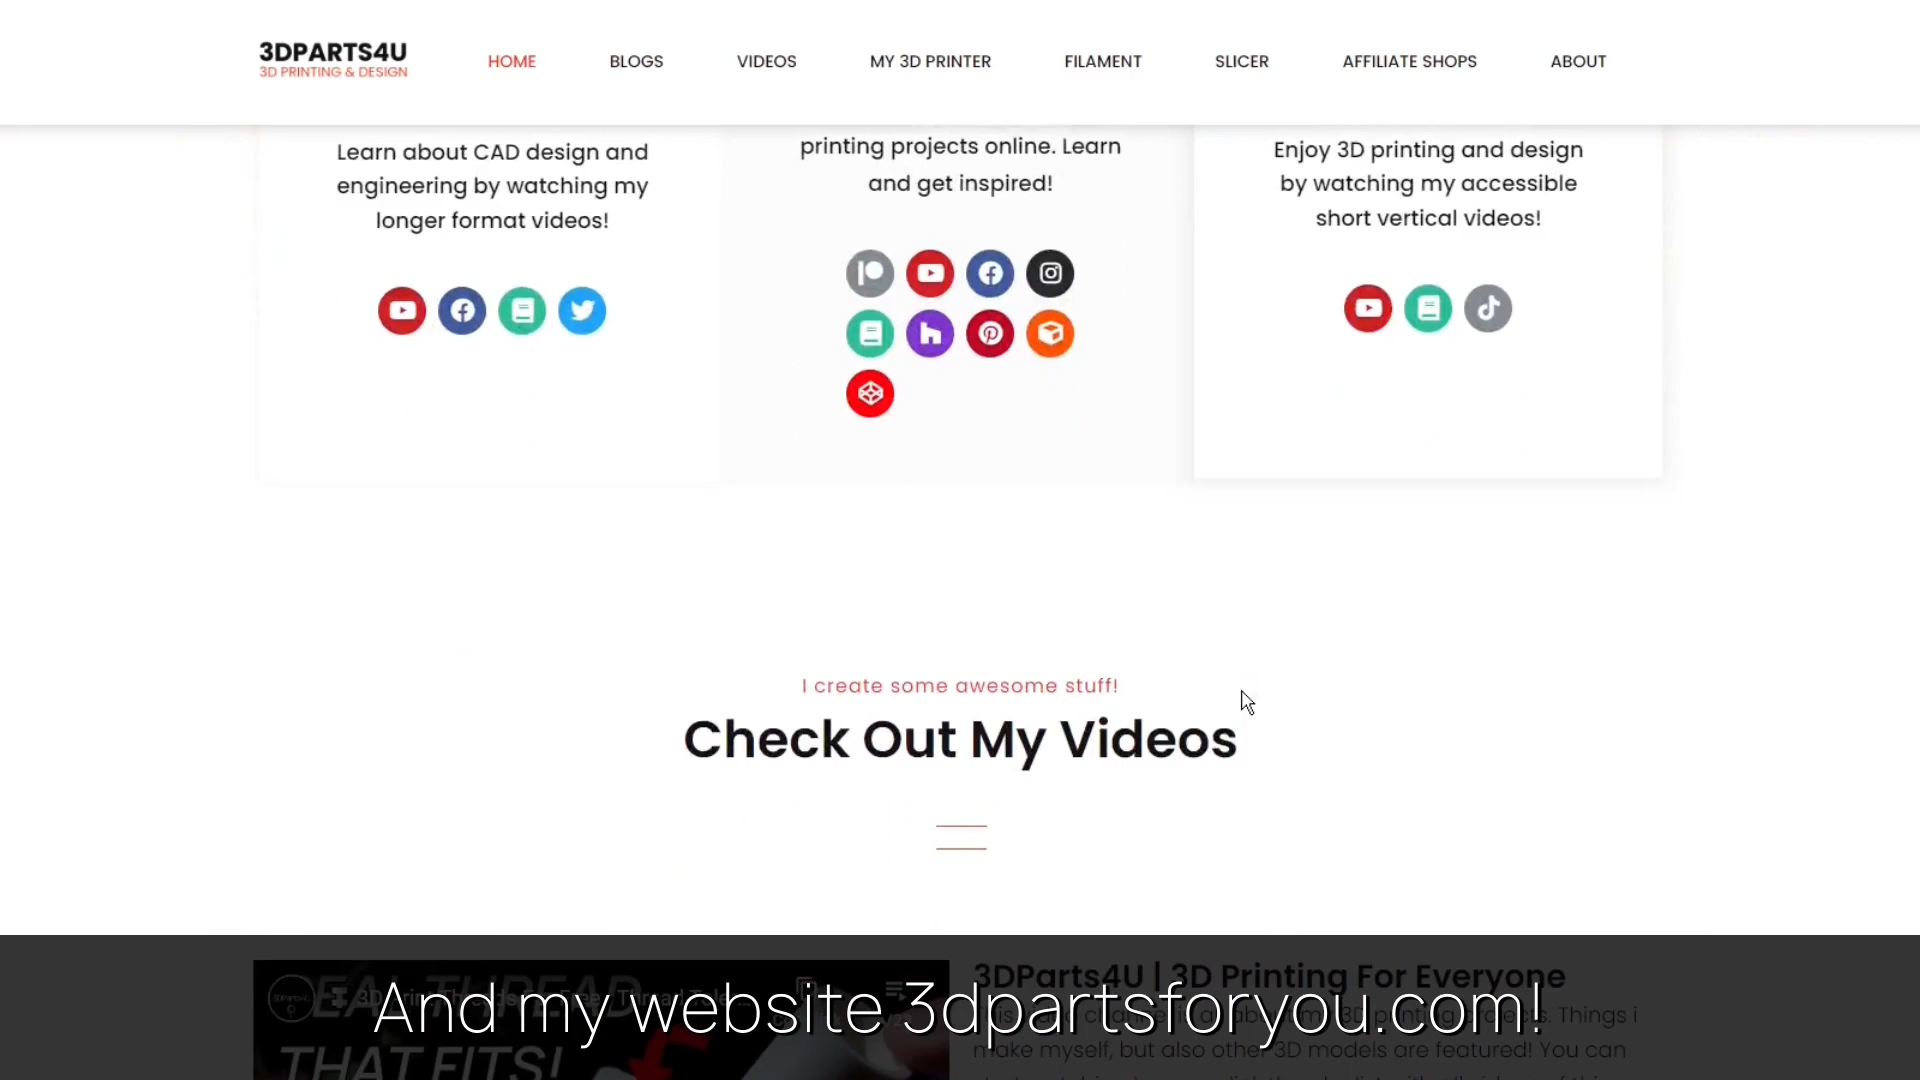 3DPARTS4U
3D PRINTING & DESIGN
HOME
BLOGS
VIDEOS
MY 3D PRINTER
FILAMENT
SLICER
AFFILIATE SHOPS
ABOUT
Learn about CAD design and
engineering by watching my
longer format videos!
printing projects online. Learn
and get inspired!
Enjoy 3D printing and design
by watching my accessible
short vertical videos!
I create some awesome stuff!
Check Out My Videos
3DParts4U | 3D Printing For Everyone
And my website 3dpartsforyou.com!
3D printing projects. Things i
make myself, but also other 3D models are featured! You can
THAT FITS!